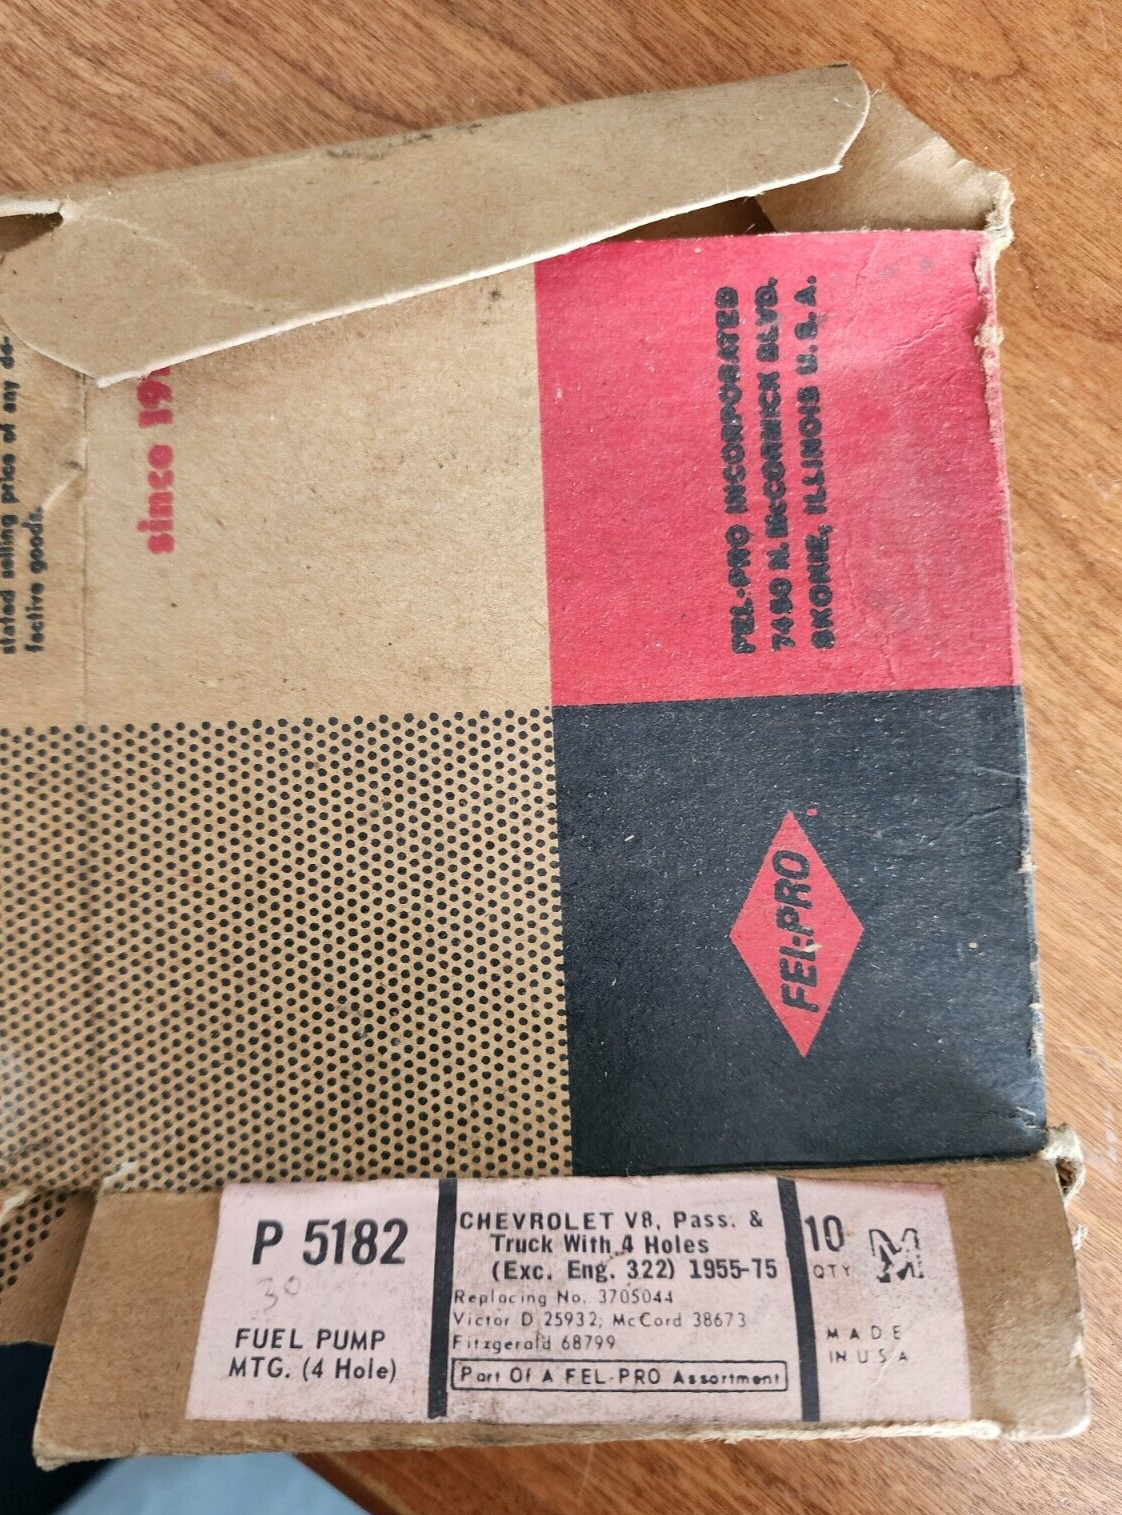 stated selling price of any de-
fective goods.
since 19
FEL-PRO INCORPORATED
7450 N. McCORMICK BLVD.
SKOKIE, ILLINOIS U.S.A.
FEL-PRO
P 5182
30
FUEL PUMP
MTG. (4 Hole)
CHEVROLET V8, Pass. &
Truck With 4 Holes
(Exc. Eng. 322) 1955-75
Replacing No. 3705044
Victor D 25932; McCord 38673
Fitzgerald 68799
Part Of A FEL-PRO Assortment
10
QTY
M
MADE
IN USA